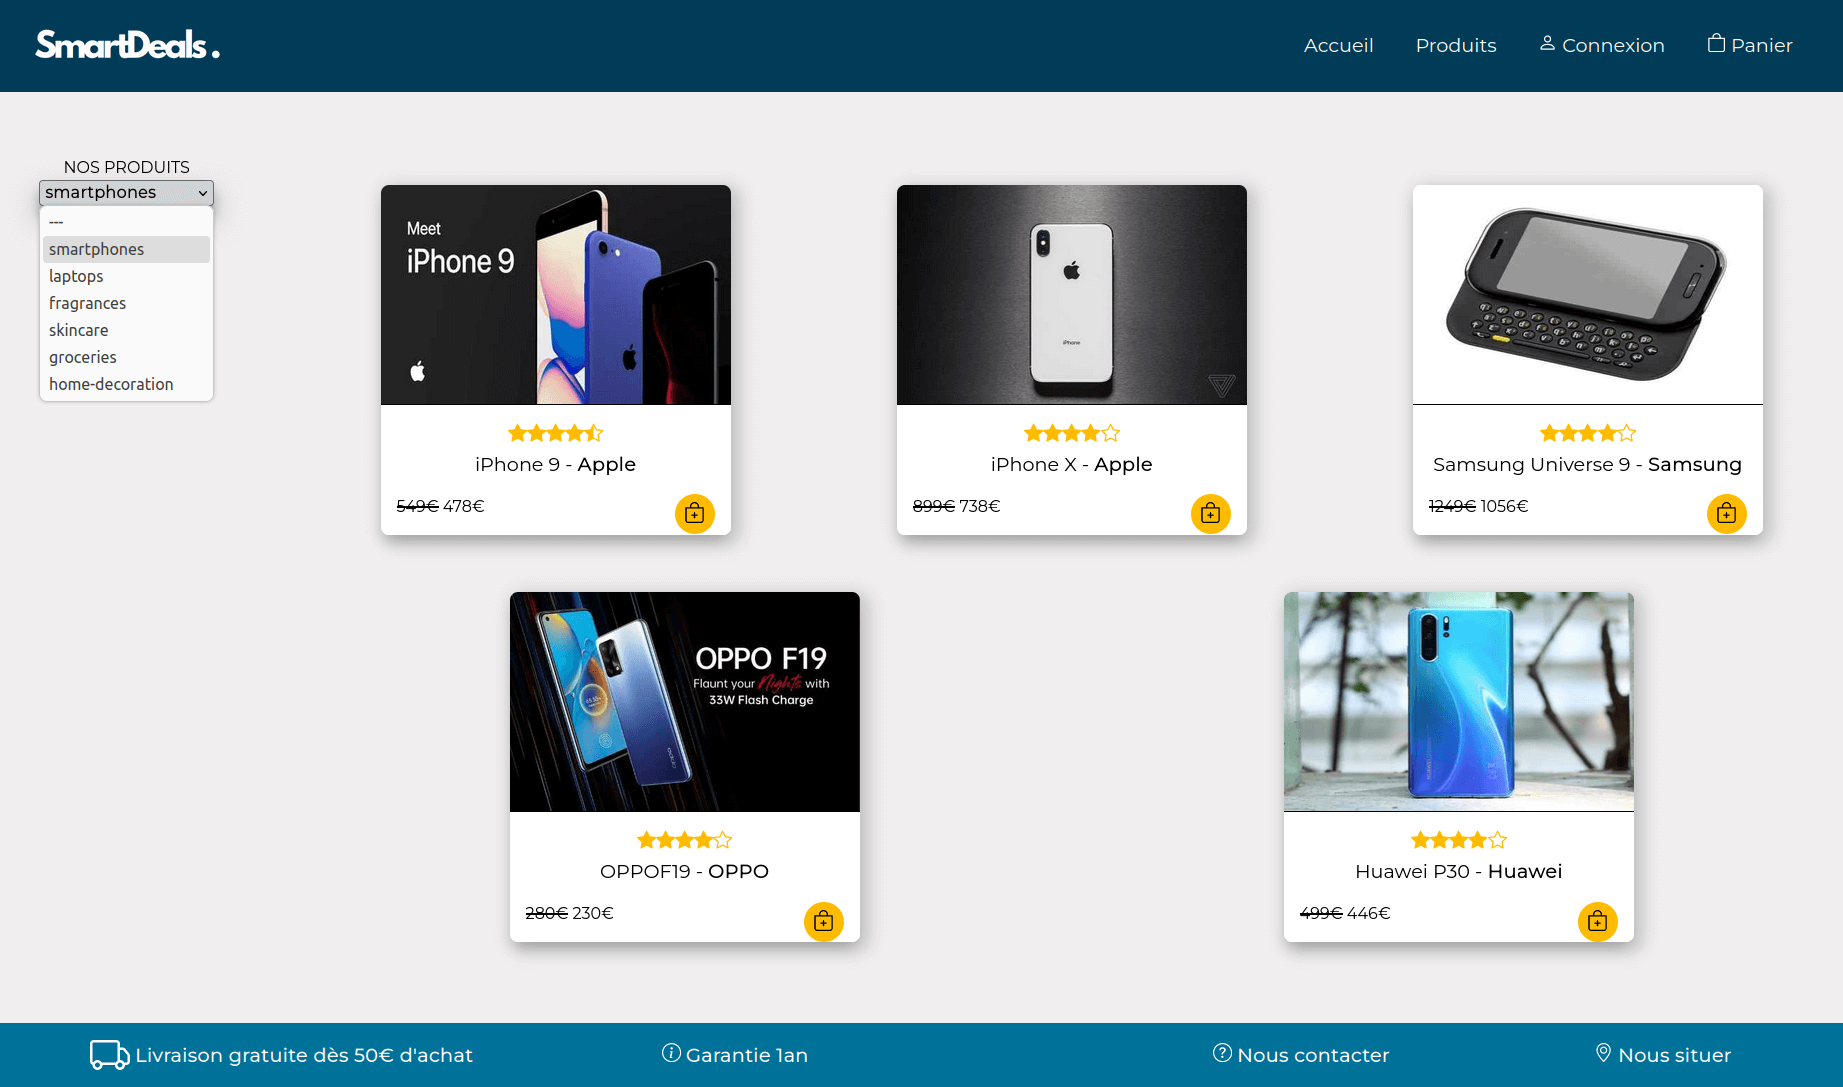 SmartDeals.
Accueil
Produits
Connexion
Panier
NOS PRODUITS
smartphones
---
smartphones
laptops
fragrances
skincare
groceries
home-decoration
Meet
iPhone 9
iPhone 9 - Apple
549€ 478€
iPhone
iPhone X - Apple
899€ 738€
Samsung Universe 9 - Samsung
1249€ 1056€
OPPO F19
Flaunt your Nights with
33W Flash Charge
oppo
OPPOF19 - OPPO
280€ 230€
Huawei P30 - Huawei
499€ 446€
Livraison gratuite dès 50€ d'achat
Garantie 1an
Nous contacter
Nous situer